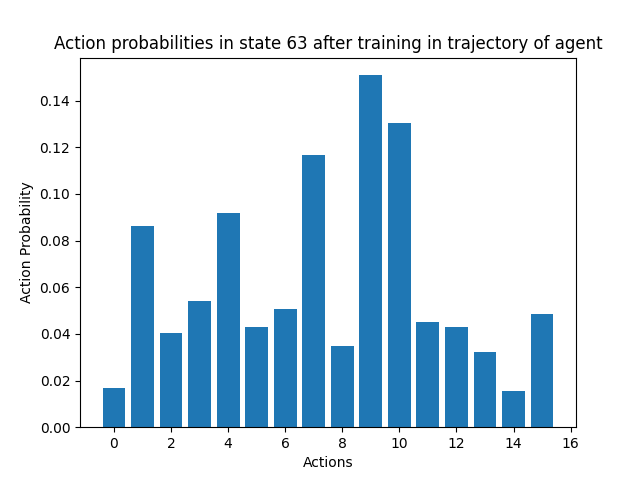 Action probabilities in state 63 after training in trajectory of agent
0.14
0.12
0.10
0.08
0.06
0.04
0.02
0.00
Action Probability
0 2 4 6 8 10 12 14 16
Actions